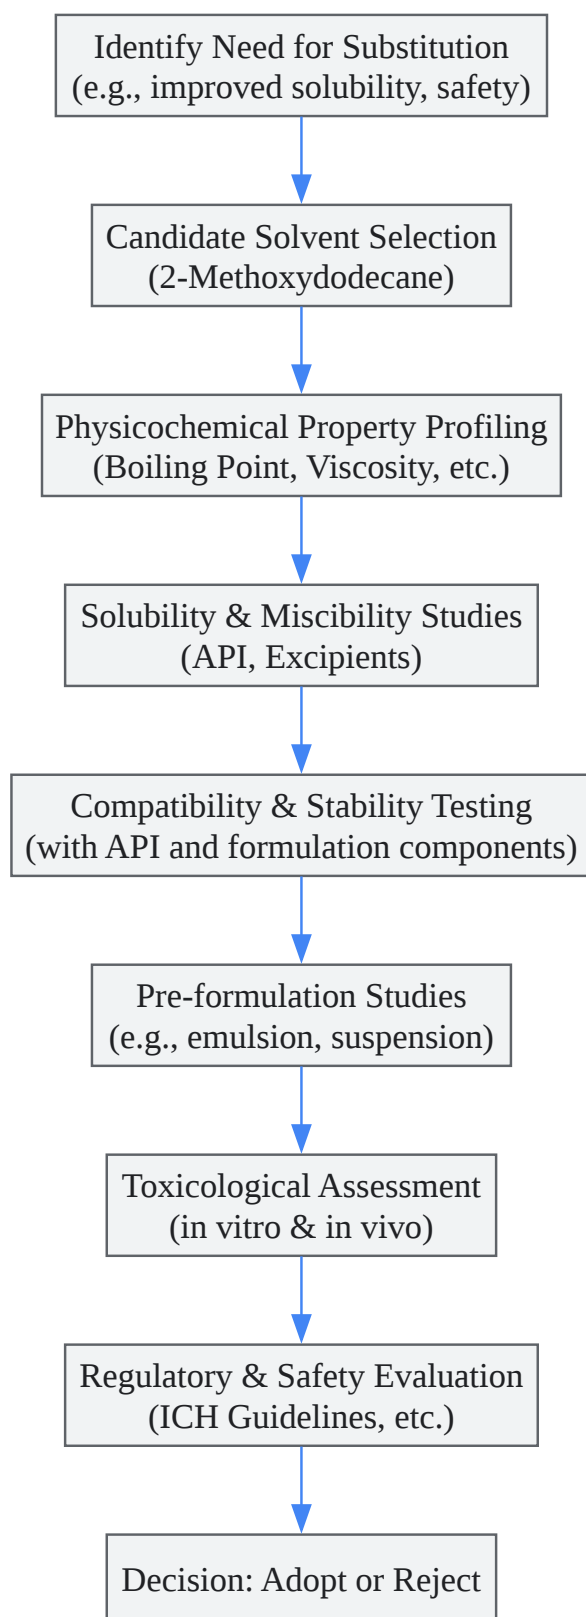 Identify Need for Substitution
(e.g., improved solubility, safety)
Candidate Solvent Selection
(2-Methoxydodecane)
Physicochemical Property Profiling
(Boiling Point, Viscosity, etc.)
Solubility & Miscibility Studies
(API, Excipients)
Compatibility & Stability Testing
(with API and formulation components)
Pre-formulation Studies
(e.g., emulsion, suspension)
Toxicological Assessment
(in vitro & in vivo)
Regulatory & Safety Evaluation
(ICH Guidelines, etc.)
Decision: Adopt or Reject